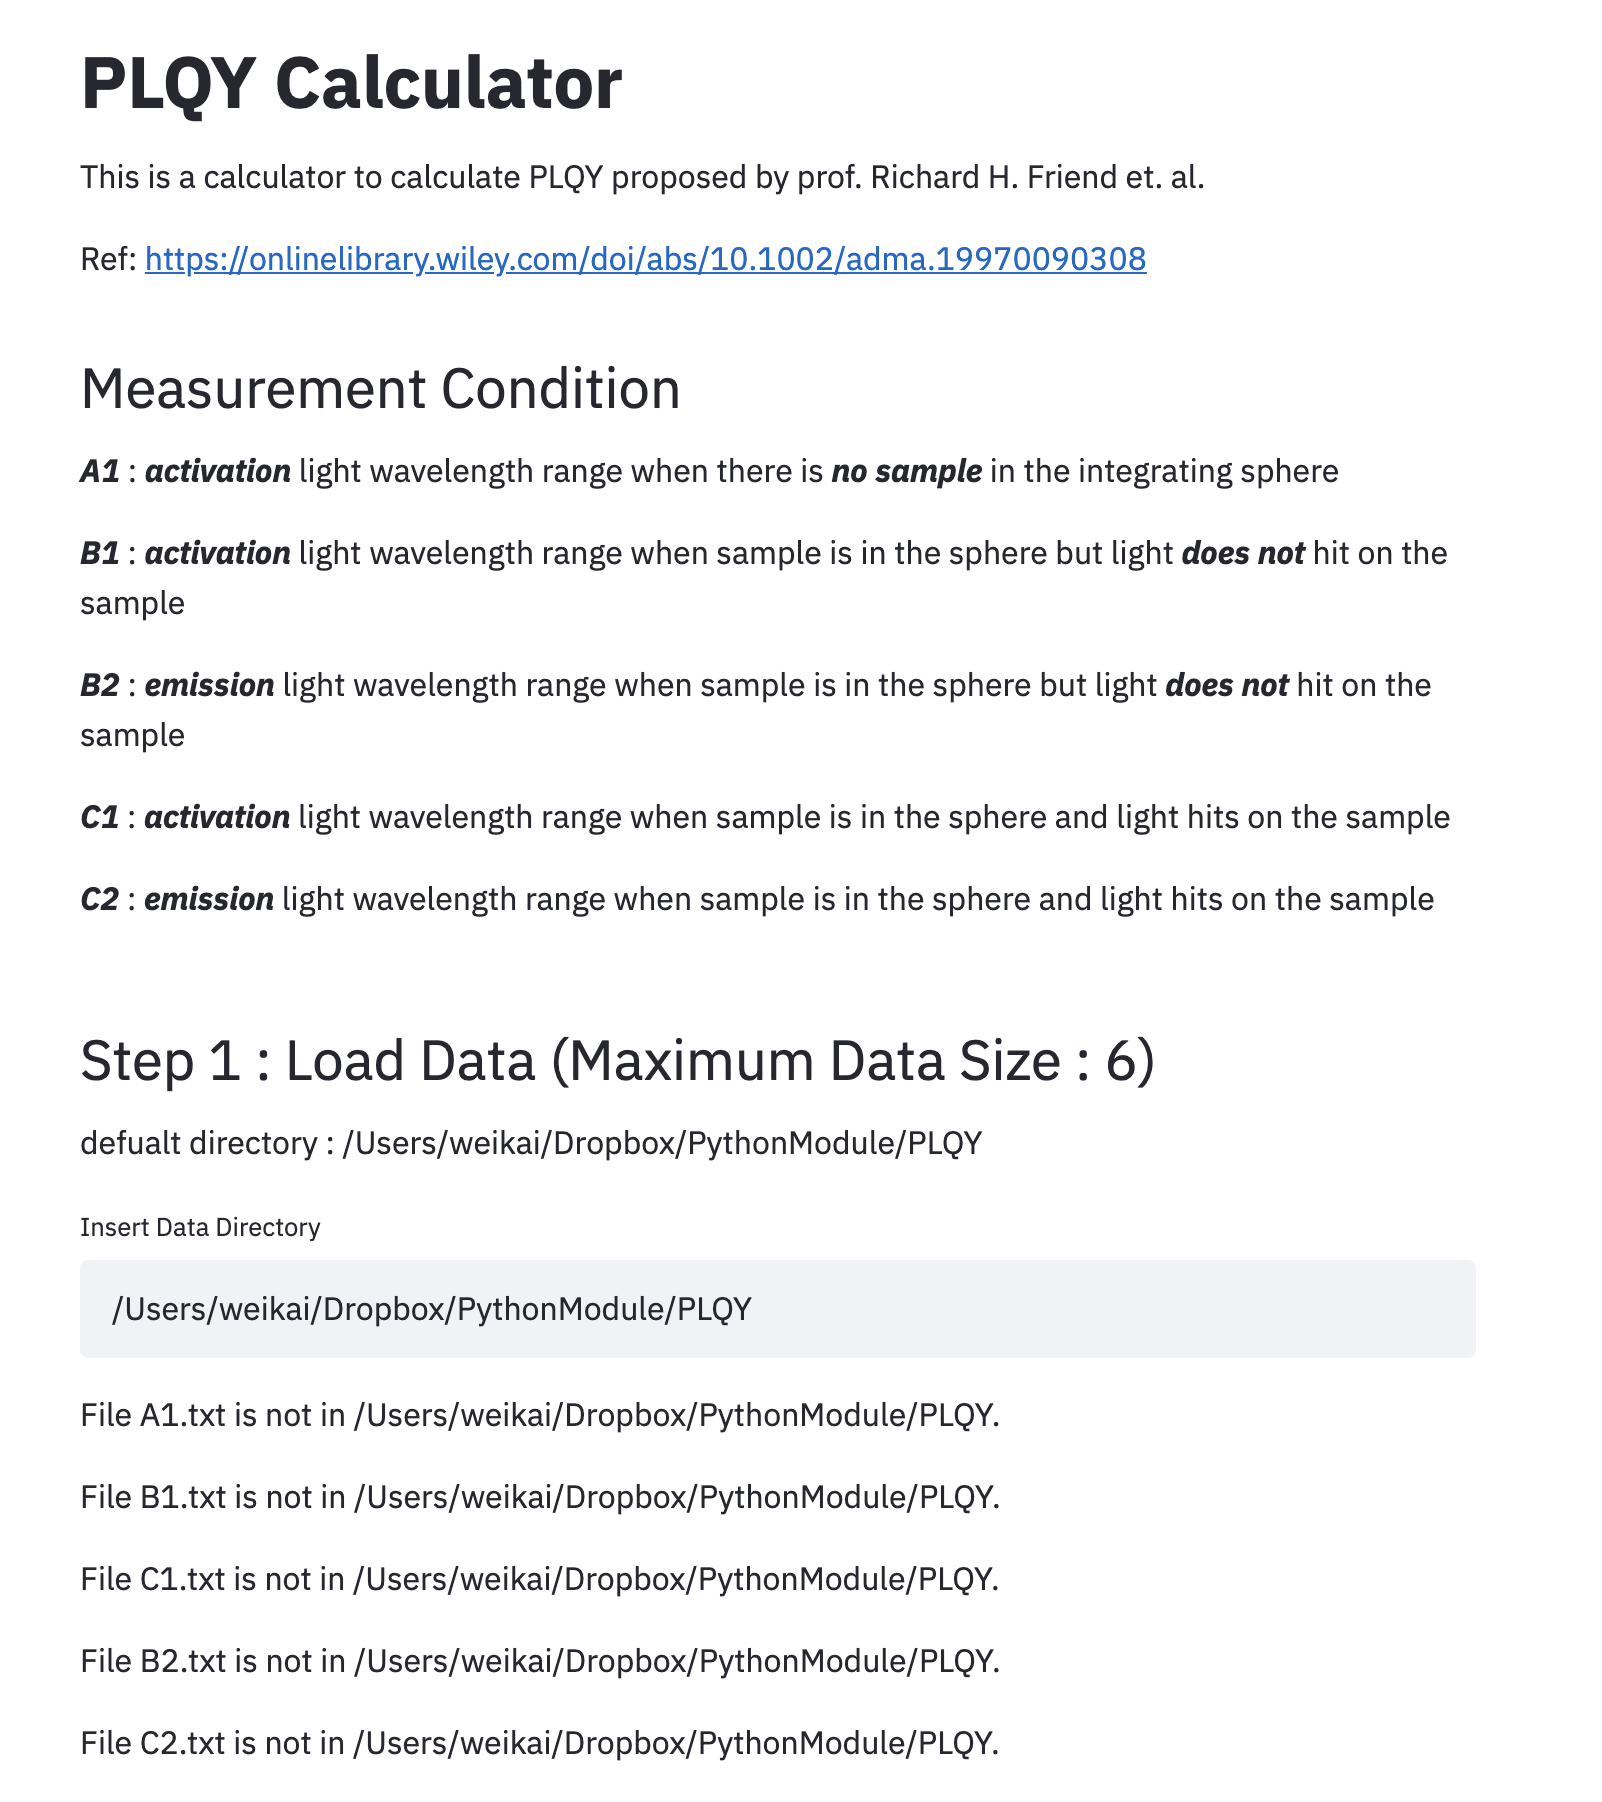 PLQY Calculator
This is a calculator to calculate PLQY proposed by prof. Richard H. Friend et. al.
Ref: https://onlinelibrary.wiley.com/doi/abs/10.1002/adma.19970090308
Measurement Condition
A1 : activation light wavelength range when there is no sample in the integrating sphere
B1 : activation light wavelength range when sample is in the sphere but light does not hit on the
sample
B2 : emission light wavelength range when sample is in the sphere but light does not hit on the
sample
C1 : activation light wavelength range when sample is in the sphere and light hits on the sample
C2 : emission light wavelength range when sample is in the sphere and light hits on the sample
Step 1 : Load Data (Maximum Data Size : 6)
defualt directory : /Users/weikai/Dropbox/PythonModule/PLQY
Insert Data Directory
/Users/weikai/Dropbox/PythonModule/PLQY
File A1.txt is not in /Users/weikai/Dropbox/PythonModule/PLQY.
File B1.txt is not in /Users/weikai/Dropbox/PythonModule/PLQY.
File C1.txt is not in /Users/weikai/Dropbox/PythonModule/PLQY.
File B2.txt is not in /Users/weikai/Dropbox/PythonModule/PLQY.
File C2.txt is not in /Users/weikai/Dropbox/PythonModule/PLQY.